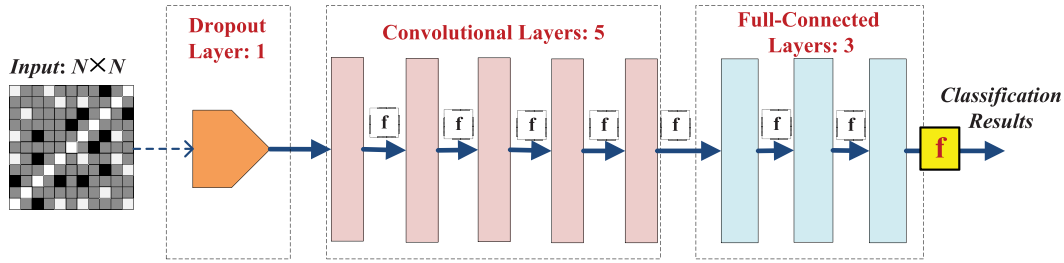 Input: N×N
Dropout
Layer: 1
Convolutional Layers: 5
f
f
f
f
f
Full-Connected
Layers: 3
f
f
f
Classification
Results